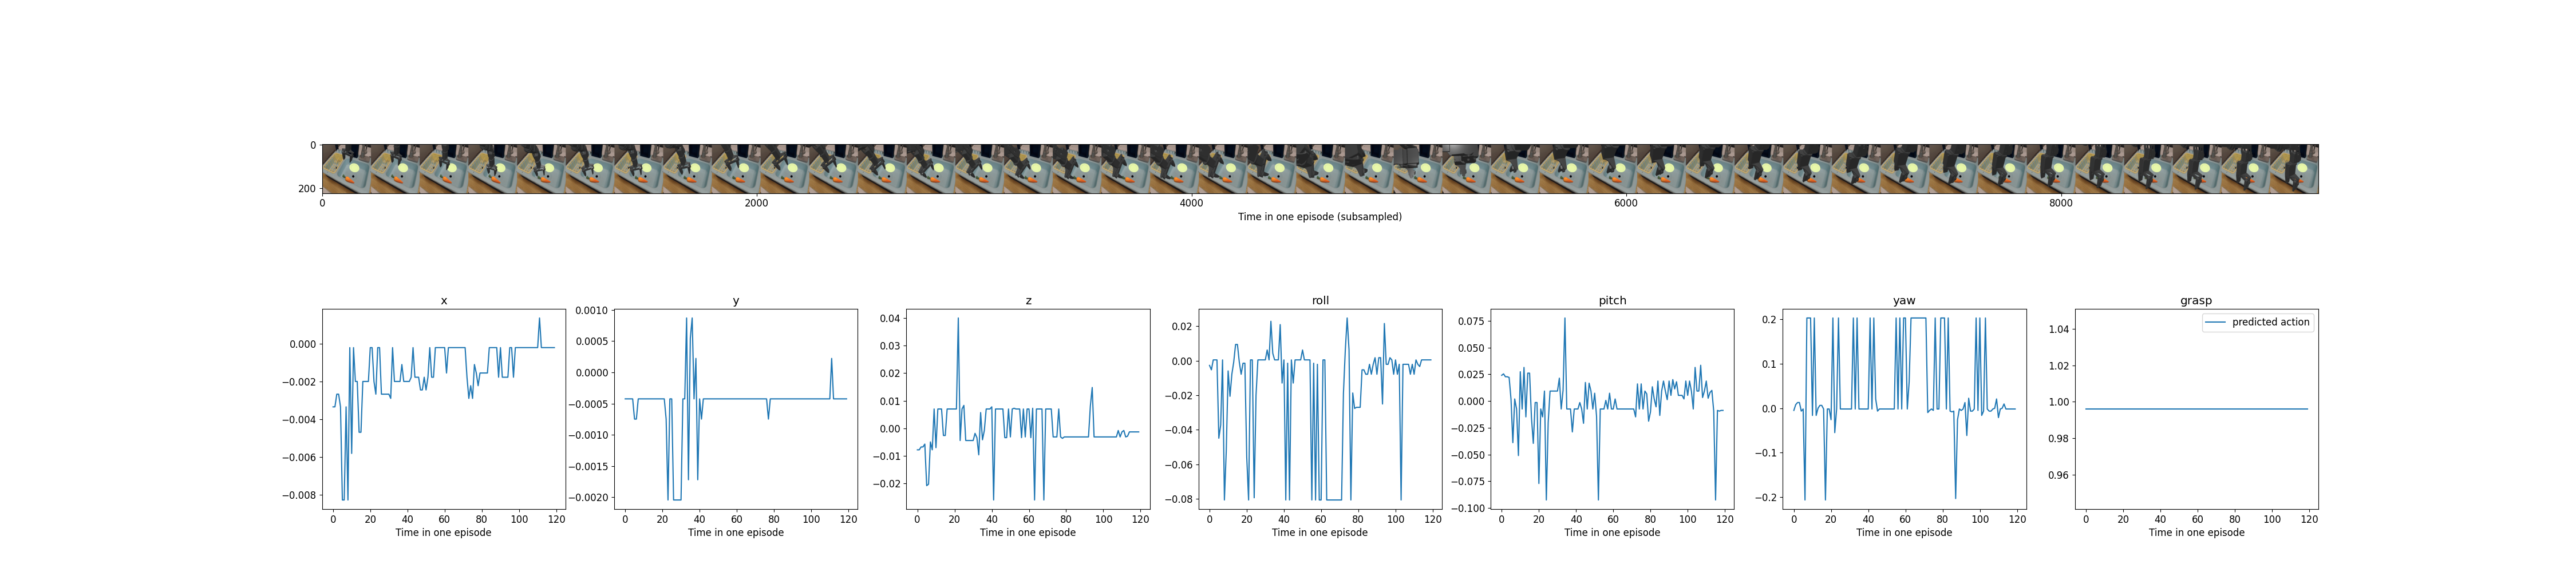 0
200
0 2000 4000 6000 8000
Time in one episode (subsampled)
x
0.000
−0.002
−0.004
−0.006
−0.008
0 20 40 60 80 100 120
Time in one episode
y
0.0010
0.0005
0.0000
−0.0005
−0.0010
−0.0015
−0.0020
0 20 40 60 80 100 120
Time in one episode
z
0.04
0.03
0.02
0.01
0.00
−0.01
−0.02
0 20 40 60 80 100 120
Time in one episode
roll
0.02
0.00
−0.02
−0.04
−0.06
−0.08
0 20 40 60 80 100 120
Time in one episode
pitch
0.075
0.050
0.025
0.000
−0.025
−0.050
−0.075
−0.100
0 20 40 60 80 100 120
Time in one episode
yaw
0.2
0.1
0.0
−0.1
−0.2
0 20 40 60 80 100 120
Time in one episode
grasp
predicted action
1.04
1.02
1.00
0.98
0.96
0 20 40 60 80 100 120
Time in one episode